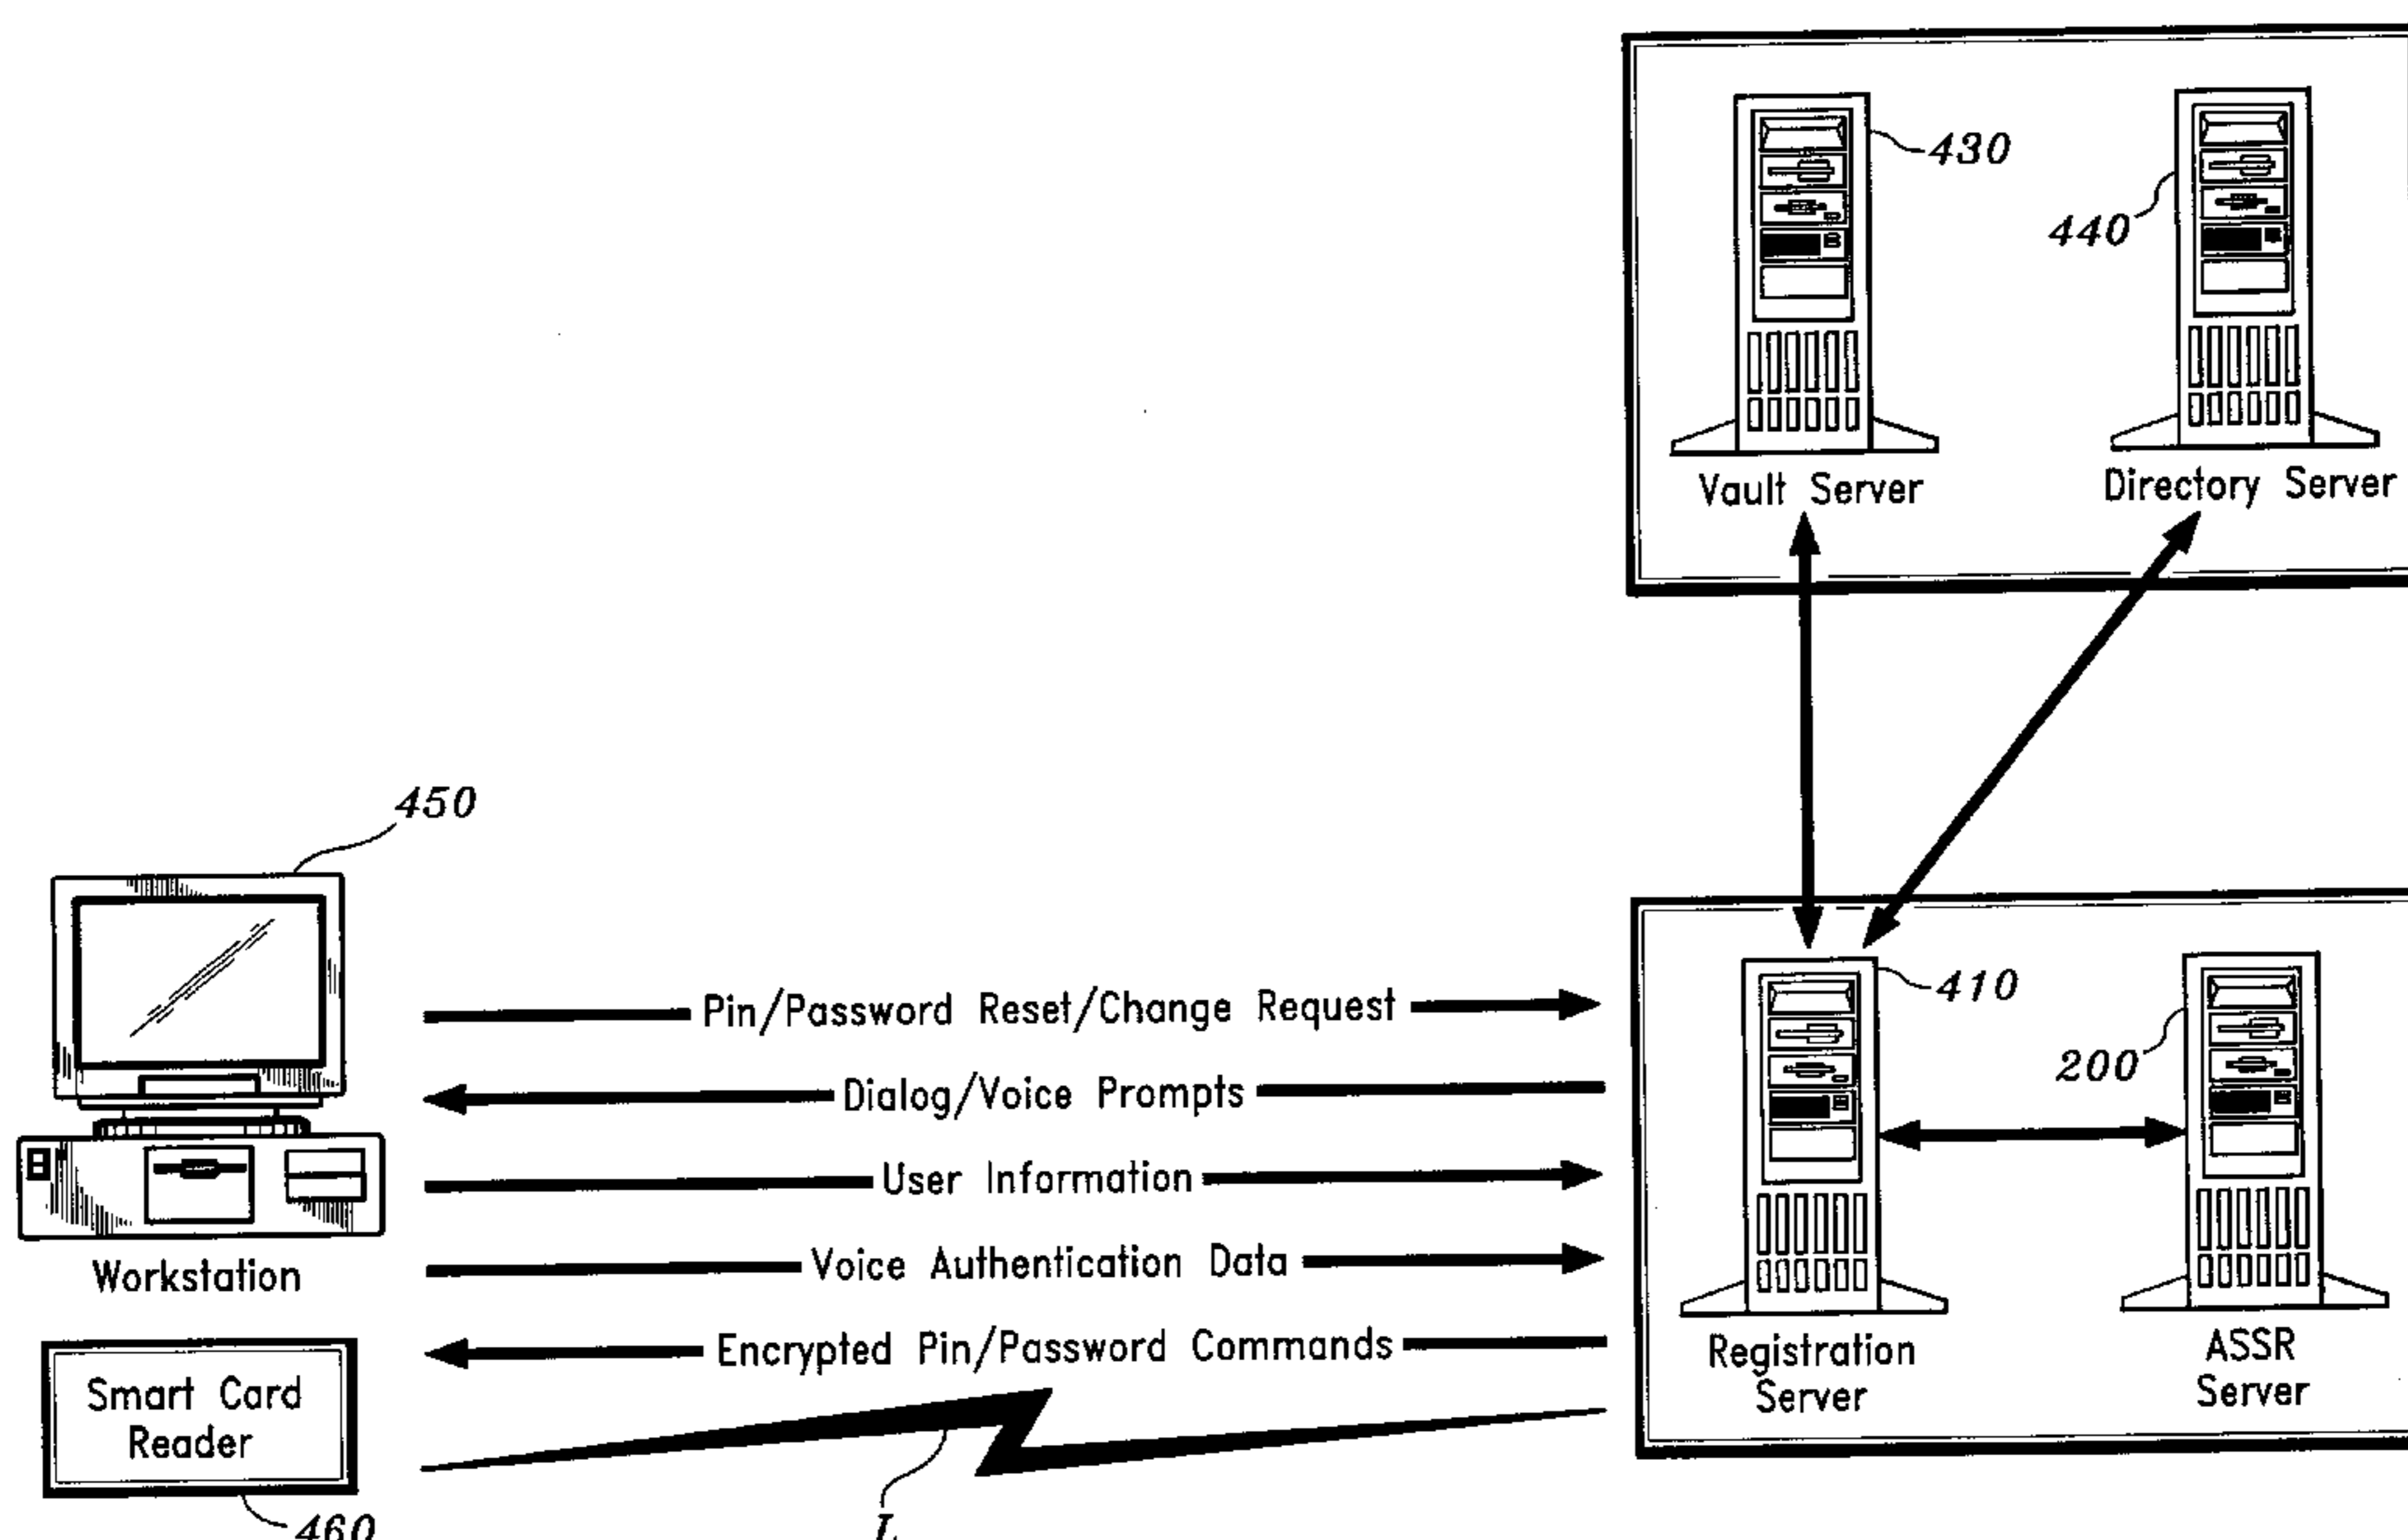 430
440
Vault Server
Directory Server
450
410
200
Pin/Password Reset/Change Request
Dialog/Voice Prompts
User Information
Voice Authentication Data
Encrypted Pin/Password Commands
Workstation
Smart Card
Reader
460
L
Registration
Server
ASSR
Server